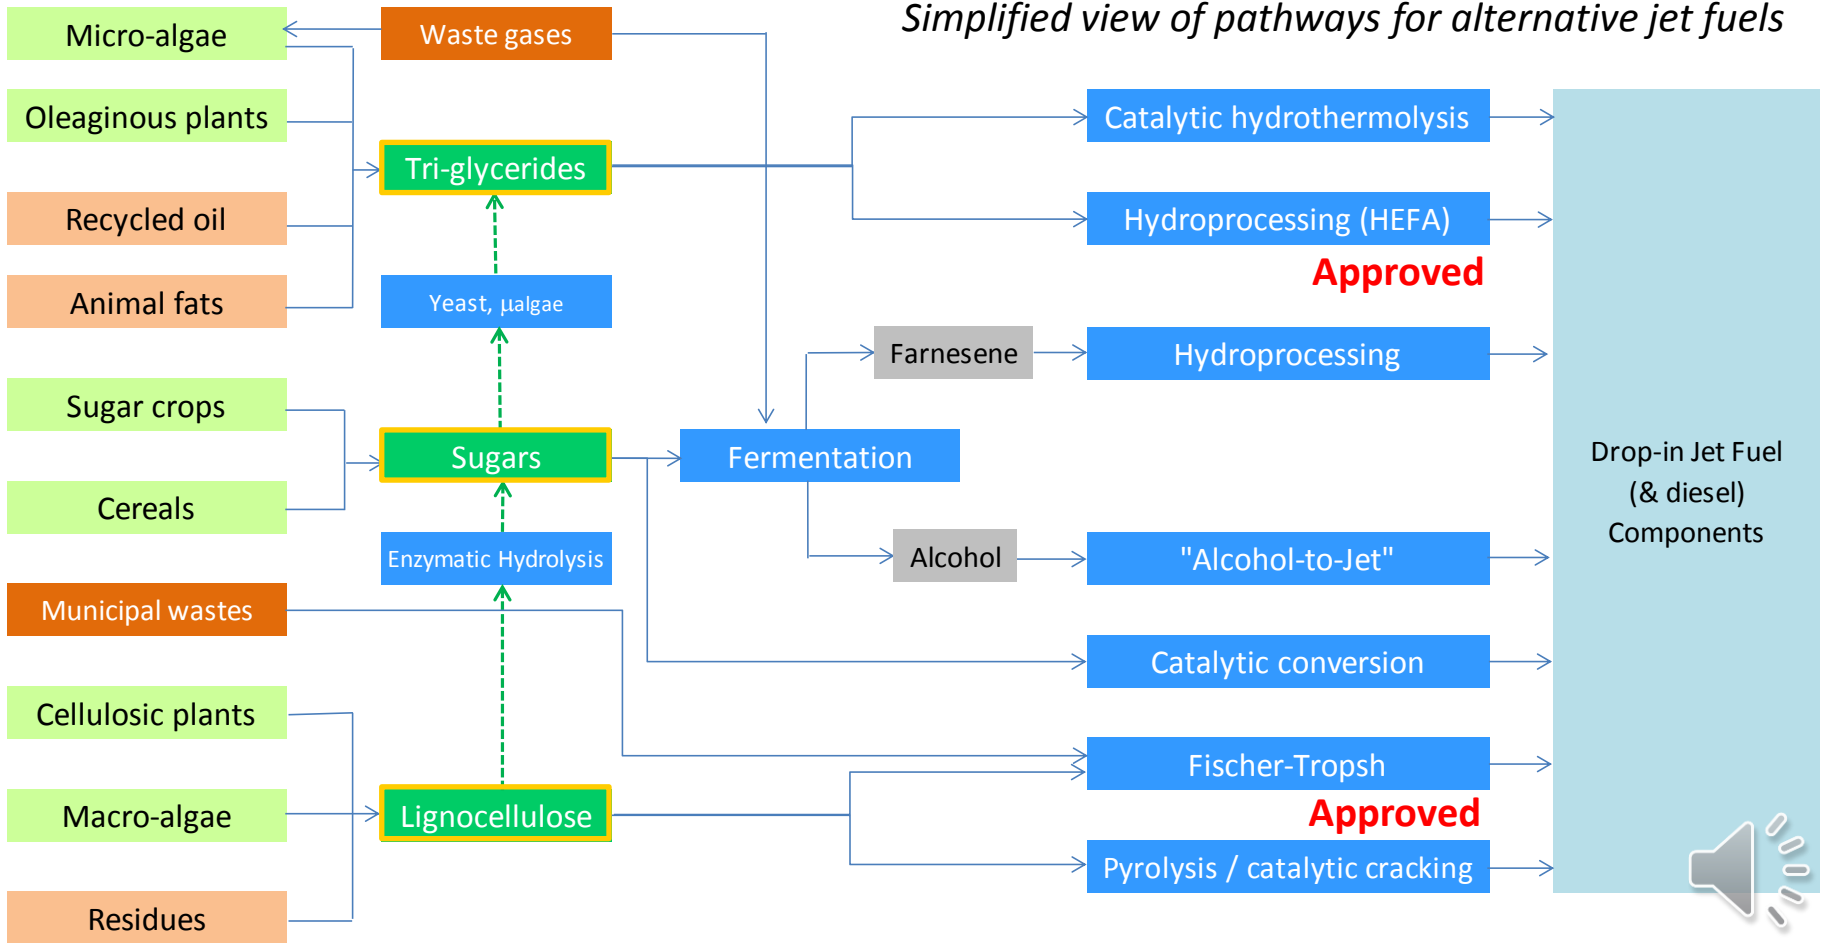 Simplified view of pathways for alternative jet fuels
Micro-algae
Waste gases
Oleaginous plants
Catalytic hydrothermolysis
Tri-glycerides
Recycled oil
Hydroprocessing (HEFA)
Approved
Animal fats
Yeast, μalgae
Farnesene
Hydroprocessing
Sugar crops
Sugars
Fermentation
Drop-in Jet Fuel
(& diesel)
Components
Cereals
Enzymatic Hydrolysis
Alcohol
"Alcohol-to-Jet"
Municipal wastes
Catalytic conversion
Cellulosic plants
Fischer-Tropsh
Approved
Macro-algae
Lignocellulose
Pyrolysis / catalytic cracking
Residues